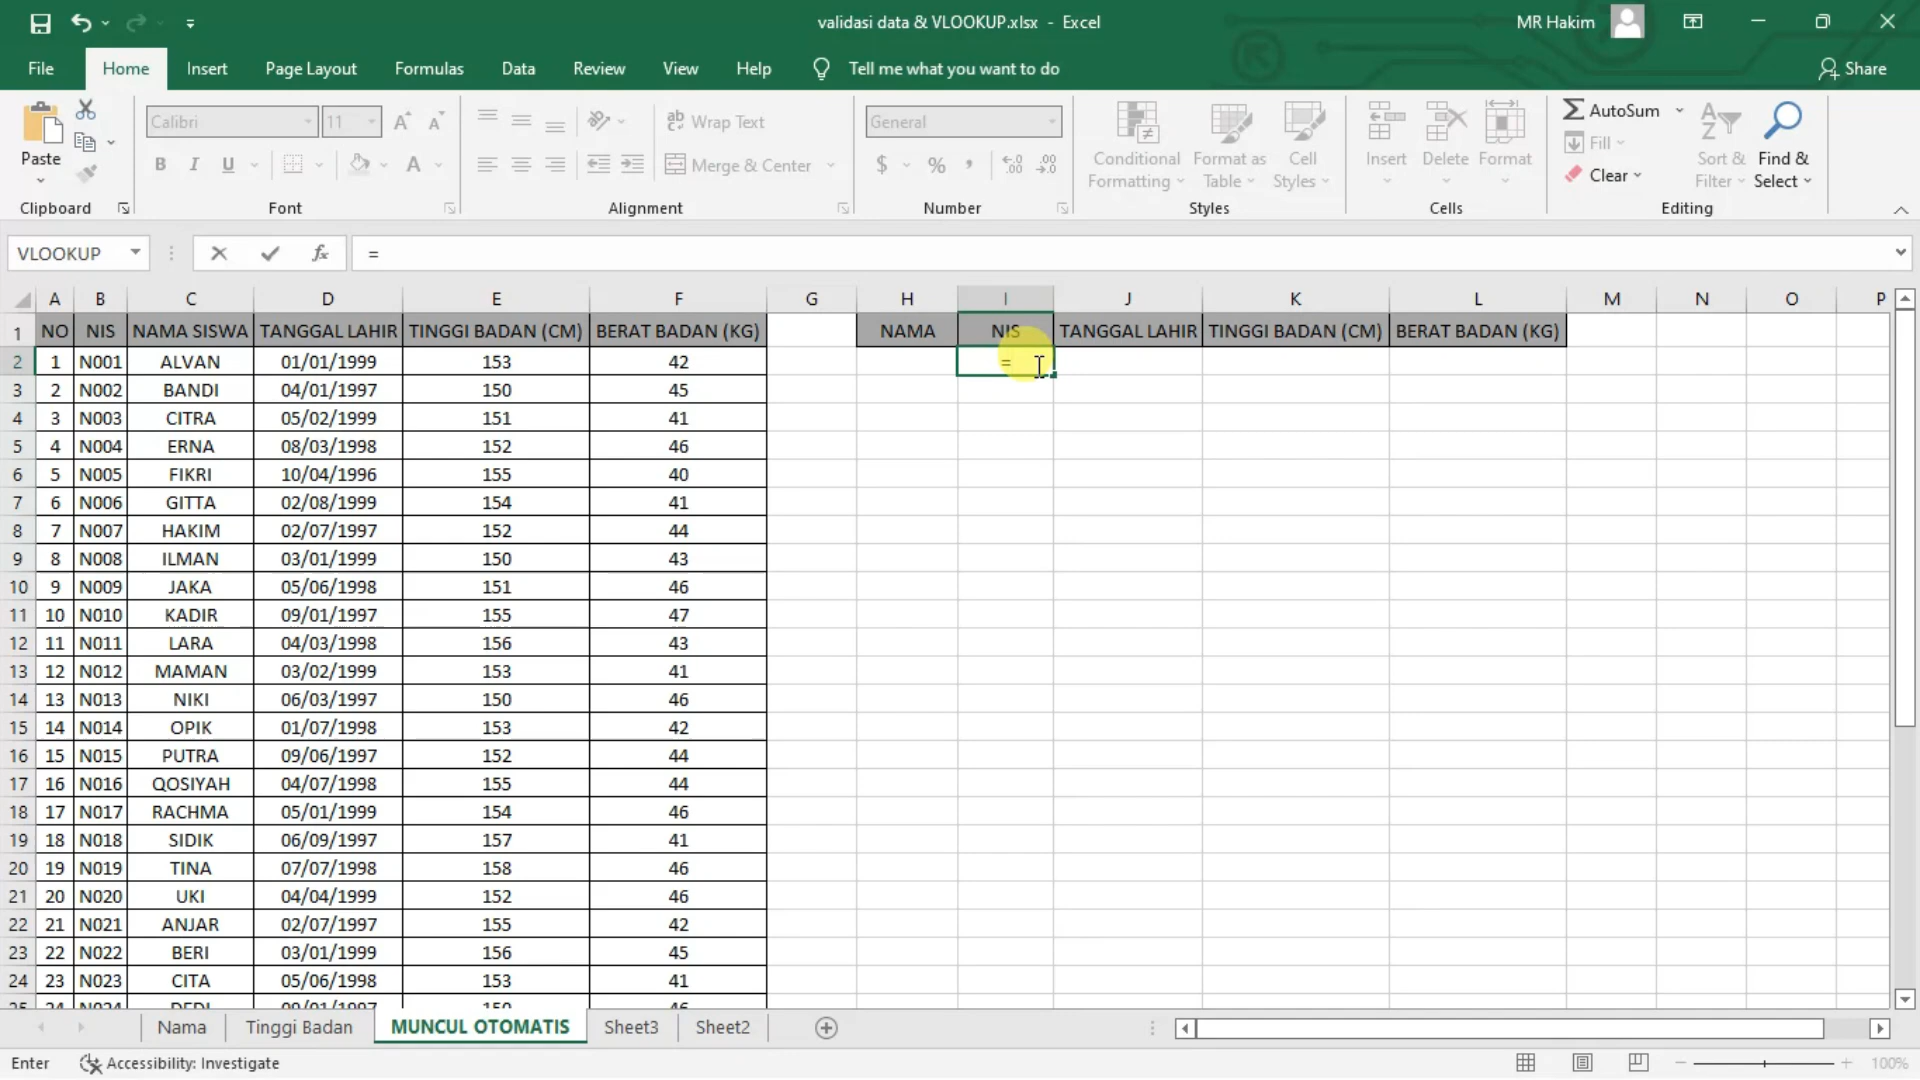 validasi data & VLOOKUP.xlsx - Excel
MR Hakim
File Home Insert Page Layout Formulas Data Review View Help Tell me what you want to do Share
Paste
Clipboard
Calibri 11
B I U
Font
Wrap Text
Merge & Center
Alignment
General
$ % ,
Number
Conditional Formatting
Format as Table
Cell Styles
Styles
Insert Delete Format
Cells
AutoSum
Fill
Clear
Sort & Filter
Find & Select
Editing
VLOOKUP fx =
A B C D E F G H I J K L M N O P
1 NO NIS NAMA SISWA TANGGAL LAHIR TINGGI BADAN (CM) BERAT BADAN (KG) NAMA NIS TANGGAL LAHIR TINGGI BADAN (CM) BERAT BADAN (KG)
2 1 N001 ALVAN 01/01/1999 153 42 =
3 2 N002 BANDI 04/01/1997 150 45
4 3 N003 CITRA 05/02/1999 151 41
5 4 N004 ERNA 08/03/1998 152 46
6 5 N005 FIKRI 10/04/1996 155 40
7 6 N006 GITTA 02/08/1999 154 41
8 7 N007 HAKIM 02/07/1997 152 44
9 8 N008 ILMAN 03/01/1999 150 43
10 9 N009 JAKA 05/06/1998 151 46
11 10 N010 KADIR 09/01/1997 155 47
12 11 N011 LARA 04/03/1998 156 43
13 12 N012 MAMAN 03/02/1999 153 41
14 13 N013 NIKI 06/03/1997 150 46
15 14 N014 OPIK 01/07/1998 153 42
16 15 N015 PUTRA 09/06/1997 152 44
17 16 N016 QOSIYAH 04/07/1998 155 44
18 17 N017 RACHMA 05/01/1999 154 46
19 18 N018 SIDIK 06/09/1997 157 41
20 19 N019 TINA 07/07/1998 158 46
21 20 N020 UKI 04/04/1999 152 46
22 21 N021 ANJAR 02/07/1997 155 42
23 22 N022 BERI 03/01/1999 156 45
24 23 N023 CITA 05/06/1998 153 41
25 24 N024 DEDI 09/01/1997 150 46
Nama Tinggi Badan MUNCUL OTOMATIS Sheet3 Sheet2
Enter Accessibility: Investigate 100%